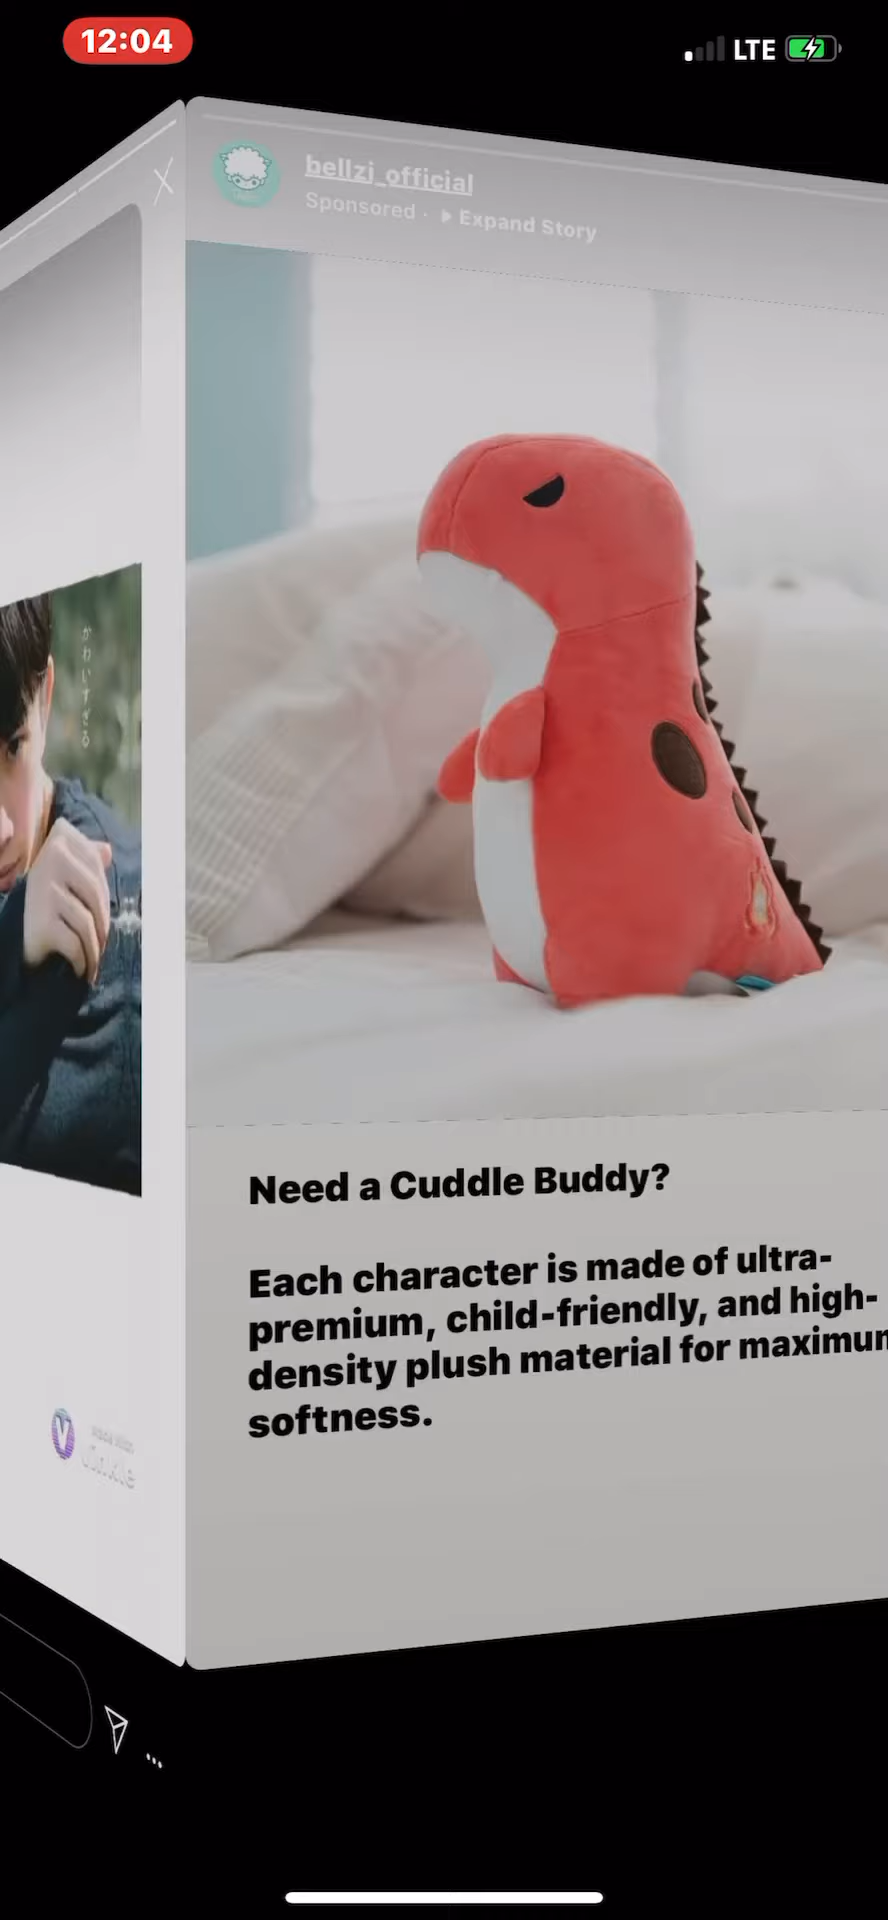 12:04
LTE
bellzi_official
Sponsored · Expand Story
かわいすぎる
Need a Cuddle Buddy?
Each character is made of ultra-
premium, child-friendly, and high-
density plush material for maximum
softness.
V